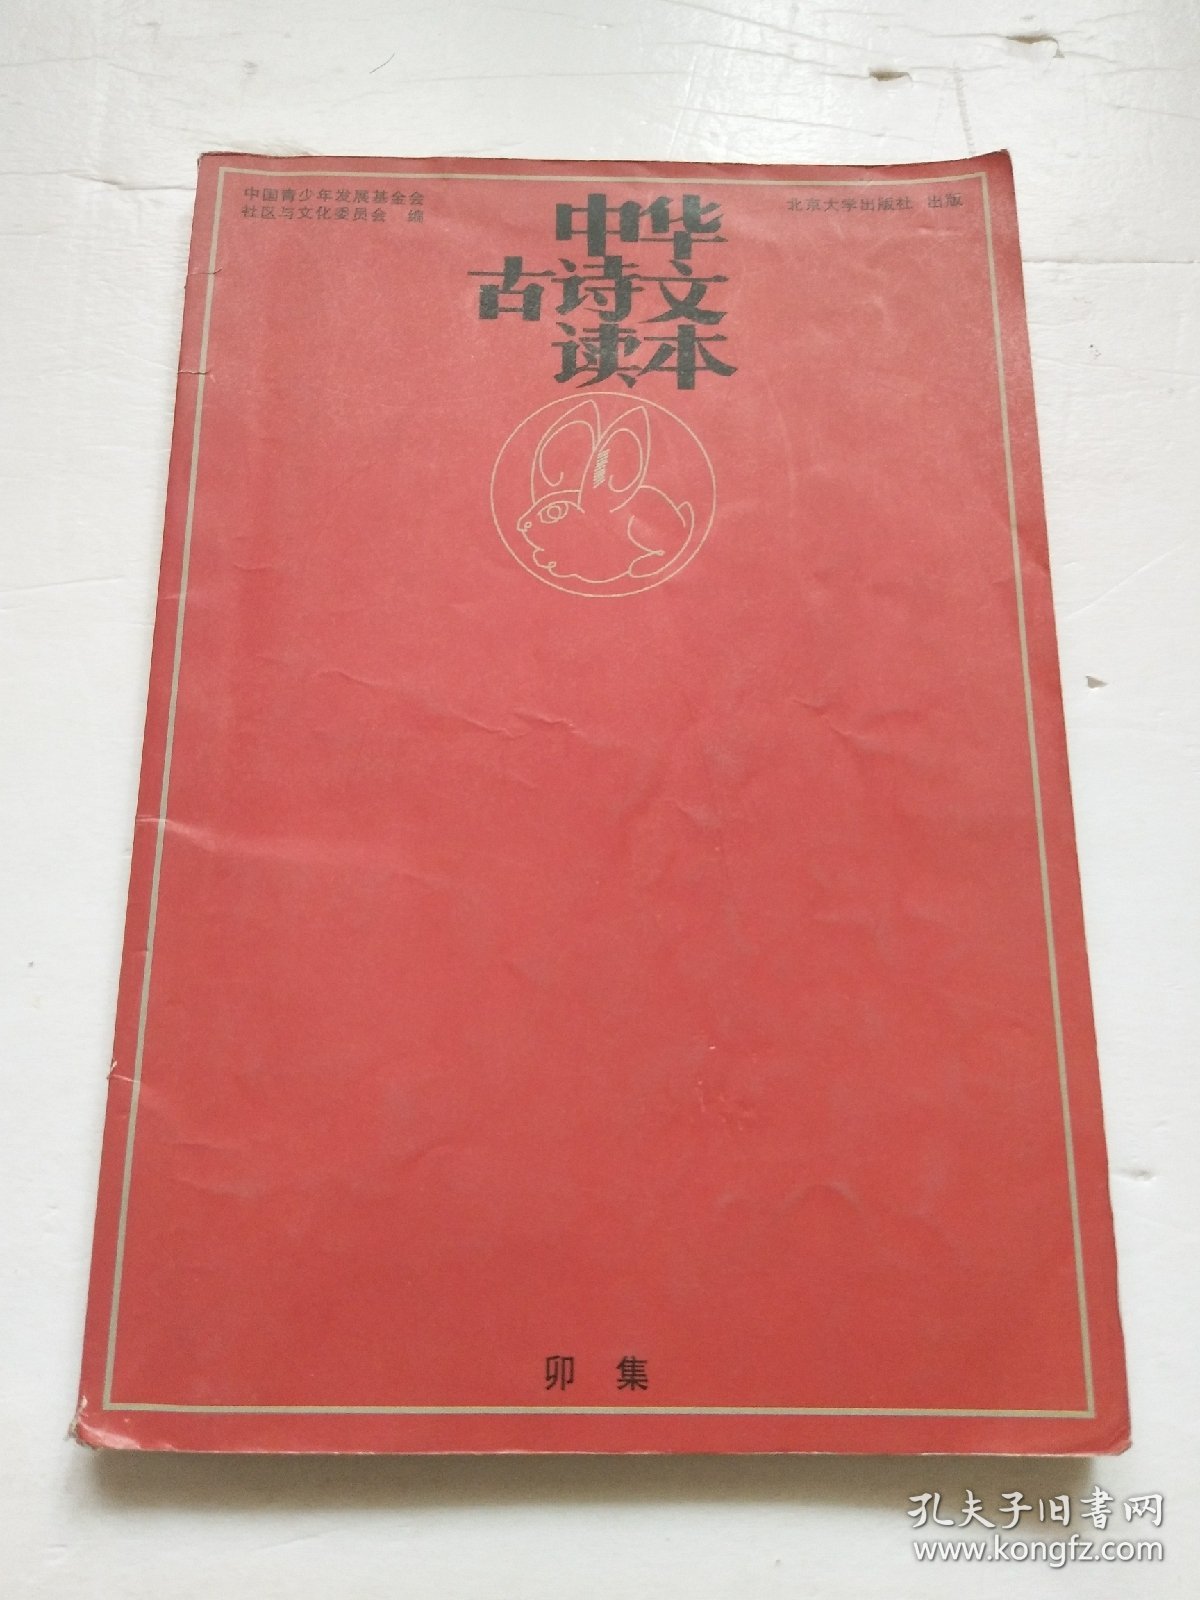 中国青少年发展基金会
社区与文化委员会 编
北京大学出版社 出版
中华
古诗文
读本
卯 集
孔夫子旧書网
www.kongfz.com